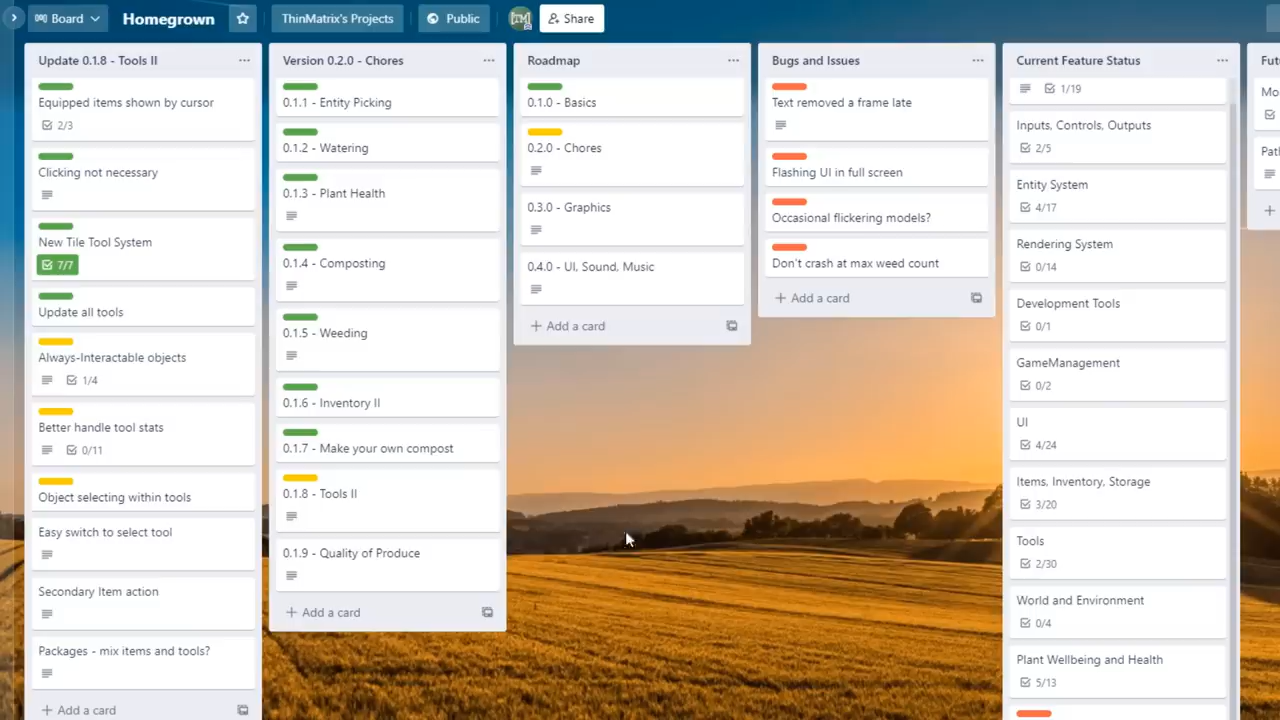 Board
Homegrown
ThinMatrix's Projects
Public
TM
Share
Update 0.1.8 - Tools II
Equipped items shown by cursor
2/3
Clicking not necessary
New Tile Tool System
7/7
Update all tools
Always-Interactable objects
1/4
Better handle tool stats
0/11
Object selecting within tools
Easy switch to select tool
Secondary Item action
Packages - mix items and tools?
+ Add a card
Version 0.2.0 - Chores
0.1.1 - Entity Picking
0.1.2 - Watering
0.1.3 - Plant Health
0.1.4 - Composting
0.1.5 - Weeding
0.1.6 - Inventory II
0.1.7 - Make your own compost
0.1.8 - Tools II
0.1.9 - Quality of Produce
+ Add a card
Roadmap
0.1.0 - Basics
0.2.0 - Chores
0.3.0 - Graphics
0.4.0 - UI, Sound, Music
+ Add a card
Bugs and Issues
Text removed a frame late
Flashing UI in full screen
Occasional flickering models?
Don't crash at max weed count
+ Add a card
Current Feature Status
1/19
Inputs, Controls, Outputs
2/5
Entity System
4/17
Rendering System
0/14
Development Tools
0/1
GameManagement
0/2
UI
4/24
Items, Inventory, Storage
3/20
Tools
2/30
World and Environment
0/4
Plant Wellbeing and Health
5/13
Futu
Mo
Path
+